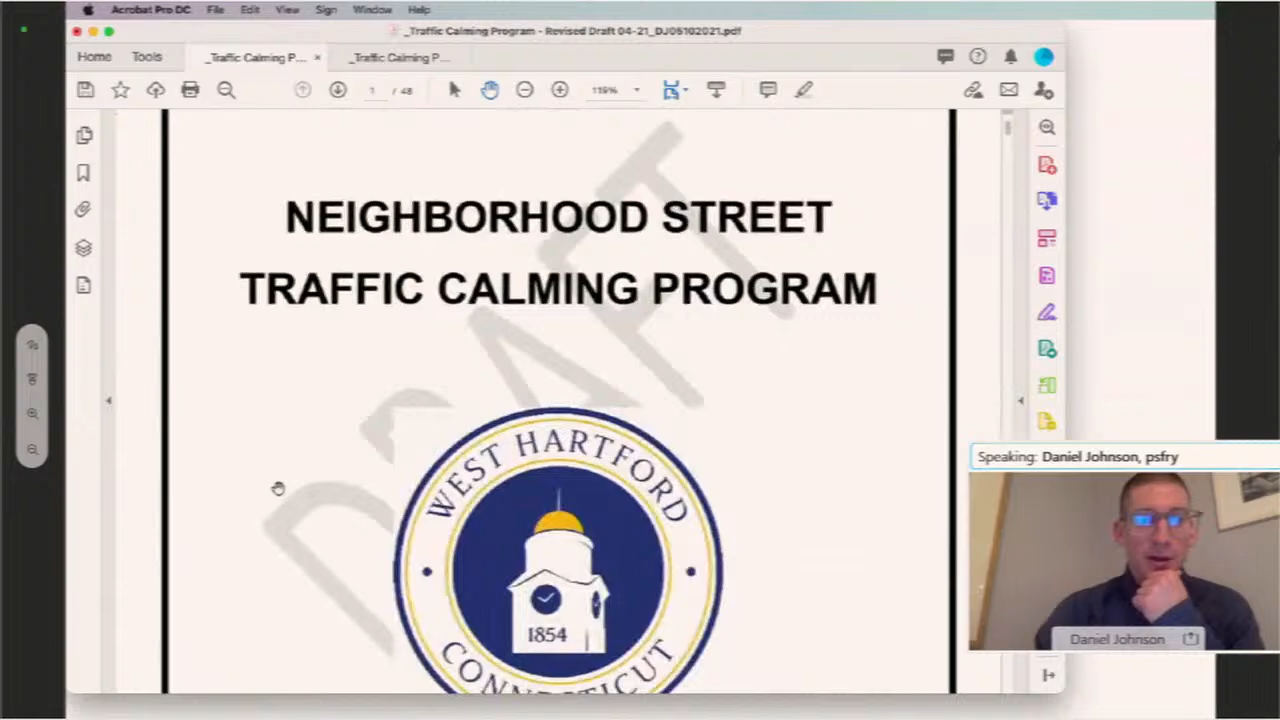 Acrobat Pro DC File Edit View Sign Window Help
_Traffic Calming Program - Revised Draft 04-21_DJ05102021.pdf
Home Tools _Traffic Calming P... × _Traffic Calming P...
1 / 48 119%
NEIGHBORHOOD STREET
TRAFFIC CALMING PROGRAM
DRAFT
WEST HARTFORD
1854
CONNECTICUT
Speaking: Daniel Johnson, psfry
Daniel Johnson